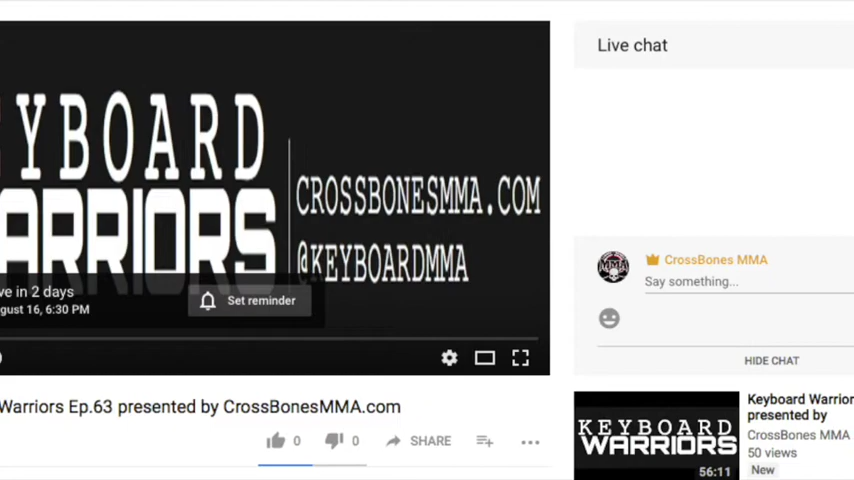 Live chat
YBOARD
WARRIORS
CROSSBONESMMA.COM
@KEYBOARDMMA
ve in 2 days
ugust 16, 6:30 PM
Set reminder
CrossBones MMA
Say something...
HIDE CHAT
Warriors Ep.63 presented by CrossBonesMMA.com
0
0
SHARE
KEYBOARD
WARRIORS
56:11
Keyboard Warrior
presented by
CrossBones MMA
50 views
New